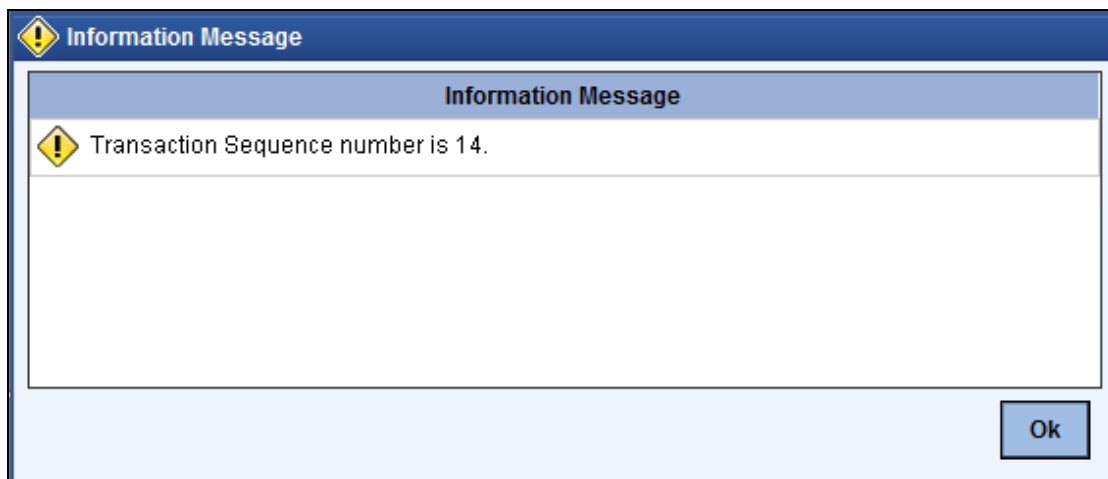 Information Message
Information Message
Transaction Sequence number is 14.
Ok